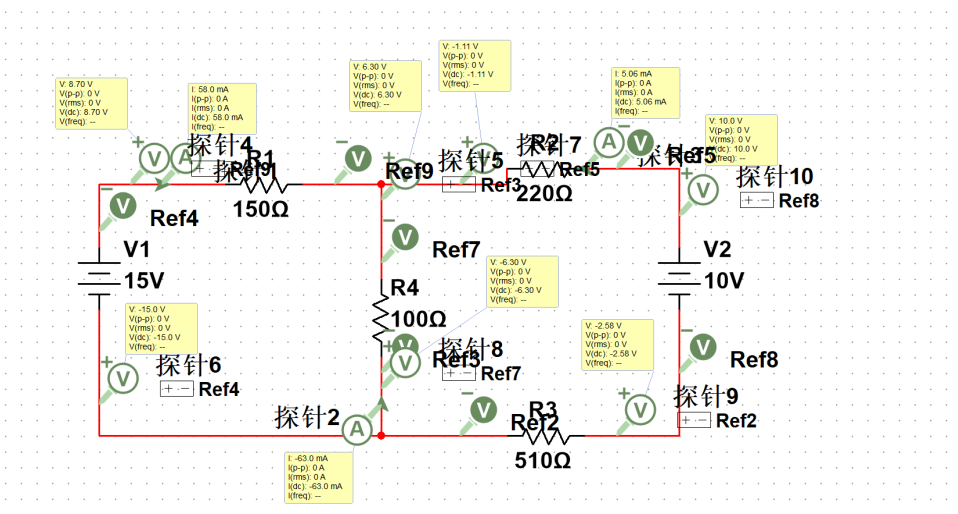 V: -1.11 V
V(p-p): 0 V
V(rms): 0 V
V(dc): -1.11 V
V(freq): --
V: 6.30 V
V(p-p): 0 V
V(rms): 0 V
V(dc): 6.30 V
V(freq): --
I: 5.06 mA
I(p-p): 0 A
I(rms): 0 A
I(dc): 5.06 mA
I(freq): --
V: 8.70 V
V(p-p): 0 V
V(rms): 0 V
V(dc): 8.70 V
V(freq): --
I: 58.0 mA
I(p-p): 0 A
I(rms): 0 A
I(dc): 58.0 mA
I(freq): --
V: 10.0 V
V(p-p): 0 V
V(rms): 0 V
V(dc): 10.0 V
V(freq): --
探针4
R1
Ref9
150Ω
Ref9
探针5
Ref3
R2
探针7
Ref5
220Ω
探针10
Ref8
Ref4
Ref7
V1
15V
V2
10V
V: -6.30 V
V(p-p): 0 V
V(rms): 0 V
V(dc): -6.30 V
V(freq): --
R4
100Ω
V: -15.0 V
V(p-p): 0 V
V(rms): 0 V
V(dc): -15.0 V
V(freq): --
V: -2.58 V
V(p-p): 0 V
V(rms): 0 V
V(dc): -2.58 V
V(freq): --
探针6
Ref4
Ref3
探针8
Ref7
Ref8
探针9
Ref2
探针2
R3
Ref2
510Ω
I: -63.0 mA
I(p-p): 0 A
I(rms): 0 A
I(dc): -63.0 mA
I(freq): --